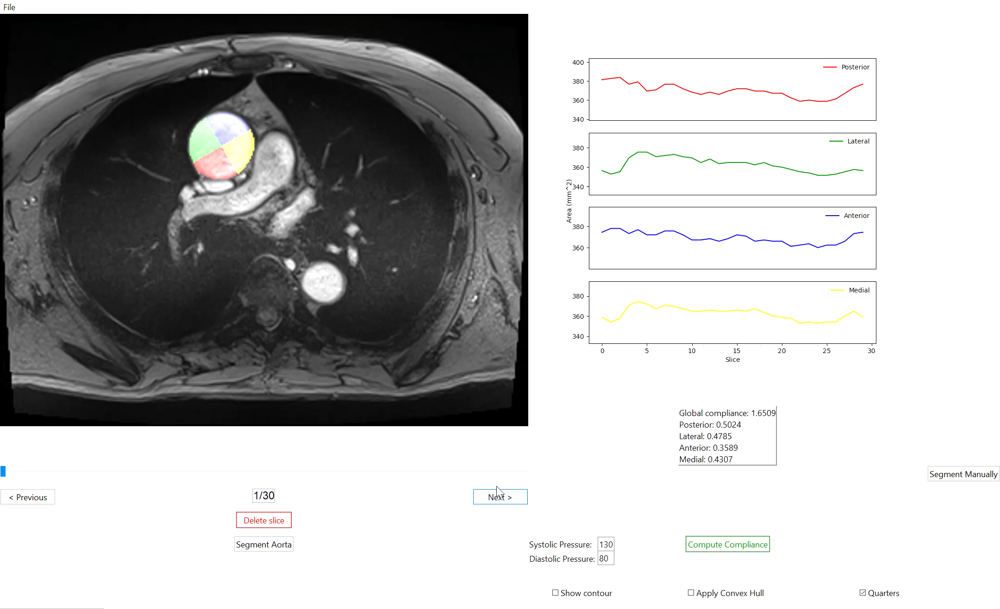 File
400
380
360
340
Posterior
380
360
340
Lateral
Area (mm^2)
380
360
Anterior
380
360
340
Medial
0 5 10 15 20 25 30
Slice
Global compliance: 1.6509
Posterior: 0.5024
Lateral: 0.4785
Anterior: 0.3589
Medial: 0.4307
Segment Manually
< Previous
1/30
Next >
Delete slice
Segment Aorta
Systolic Pressure: 130
Diastolic Pressure: 80
Compute Compliance
Show contour
Apply Convex Hull
Quarters